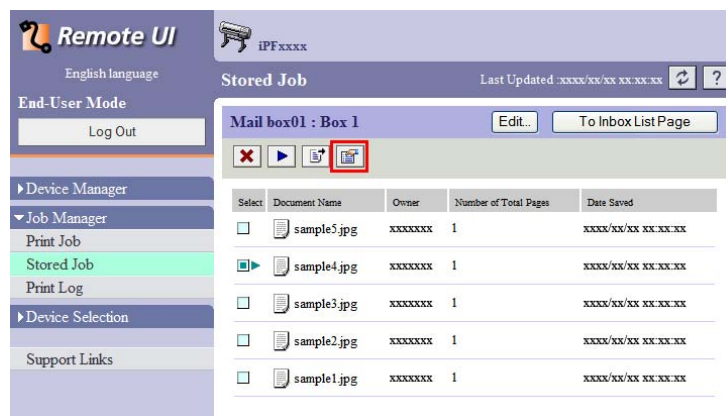 Remote UI
English language
End-User Mode
Log Out
▶Device Manager
▼Job Manager
Print Job
Stored Job
Print Log
▶Device Selection
Support Links
iPFxxxx
Stored Job Last Updated :xxxx/xx/xx xx:xx:xx ?
Mail box01 : Box 1 Edit.. To Inbox List Page
Select Document Name Owner Number of Total Pages Date Saved
sample5.jpg xxxxxxx 1 xxxx/xx/xx xx:xx:xx
sample4.jpg xxxxxxx 1 xxxx/xx/xx xx:xx:xx
sample3.jpg xxxxxxx 1 xxxx/xx/xx xx:xx:xx
sample2.jpg xxxxxxx 1 xxxx/xx/xx xx:xx:xx
sample1.jpg xxxxxxx 1 xxxx/xx/xx xx:xx:xx